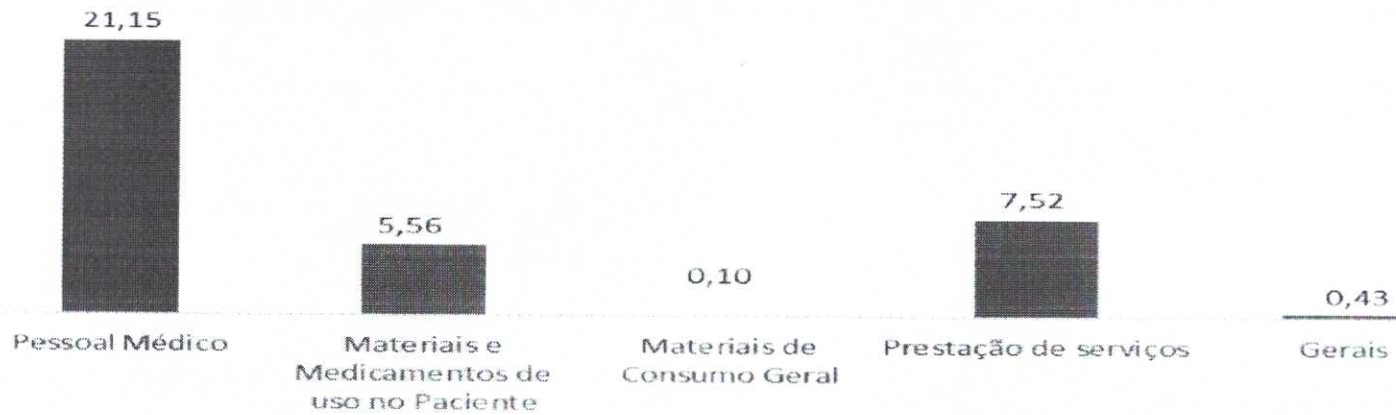 21,15
5,56
0,10
7,52
0,43
Pessoal Médico
Materiais e
Medicamentos de
uso no Paciente
Materiais de
Consumo Geral
Prestação de serviços
Gerais